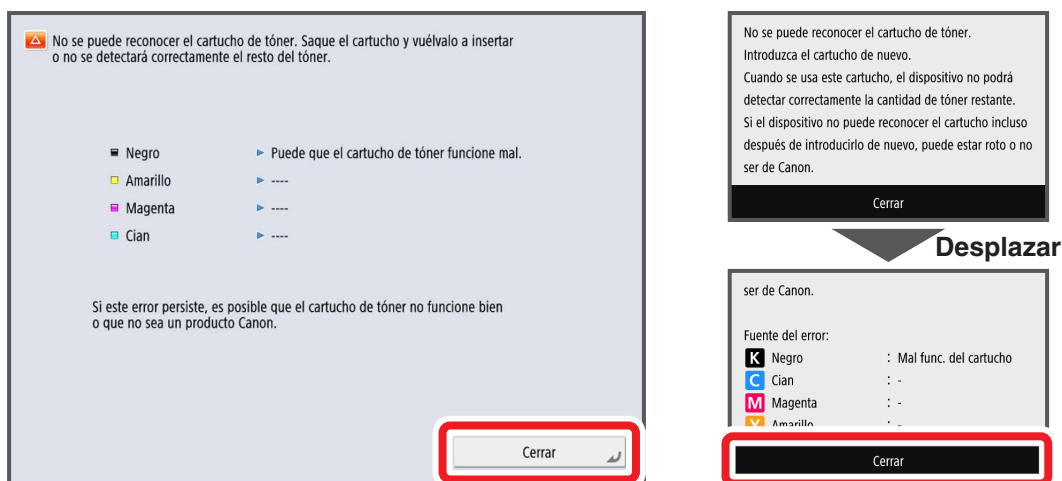 No se puede reconocer el cartucho de tóner. Saque el cartucho y vuélvalo a insertar
o no se detectará correctamente el resto del tóner.
Negro Puede que el cartucho de tóner funcione mal.
Amarillo ----
Magenta ----
Cian ----
Si este error persiste, es posible que el cartucho de tóner no funcione bien
o que no sea un producto Canon.
Cerrar
No se puede reconocer el cartucho de tóner.
Introduzca el cartucho de nuevo.
Cuando se usa este cartucho, el dispositivo no podrá
detectar correctamente la cantidad de tóner restante.
Si el dispositivo no puede reconocer el cartucho incluso
después de introducirlo de nuevo, puede estar roto o no
ser de Canon.
Cerrar
Desplazar
ser de Canon.
Fuente del error:
K Negro : Mal func. del cartucho
C Cian : -
M Magenta : -
Y Amarillo : -
Cerrar